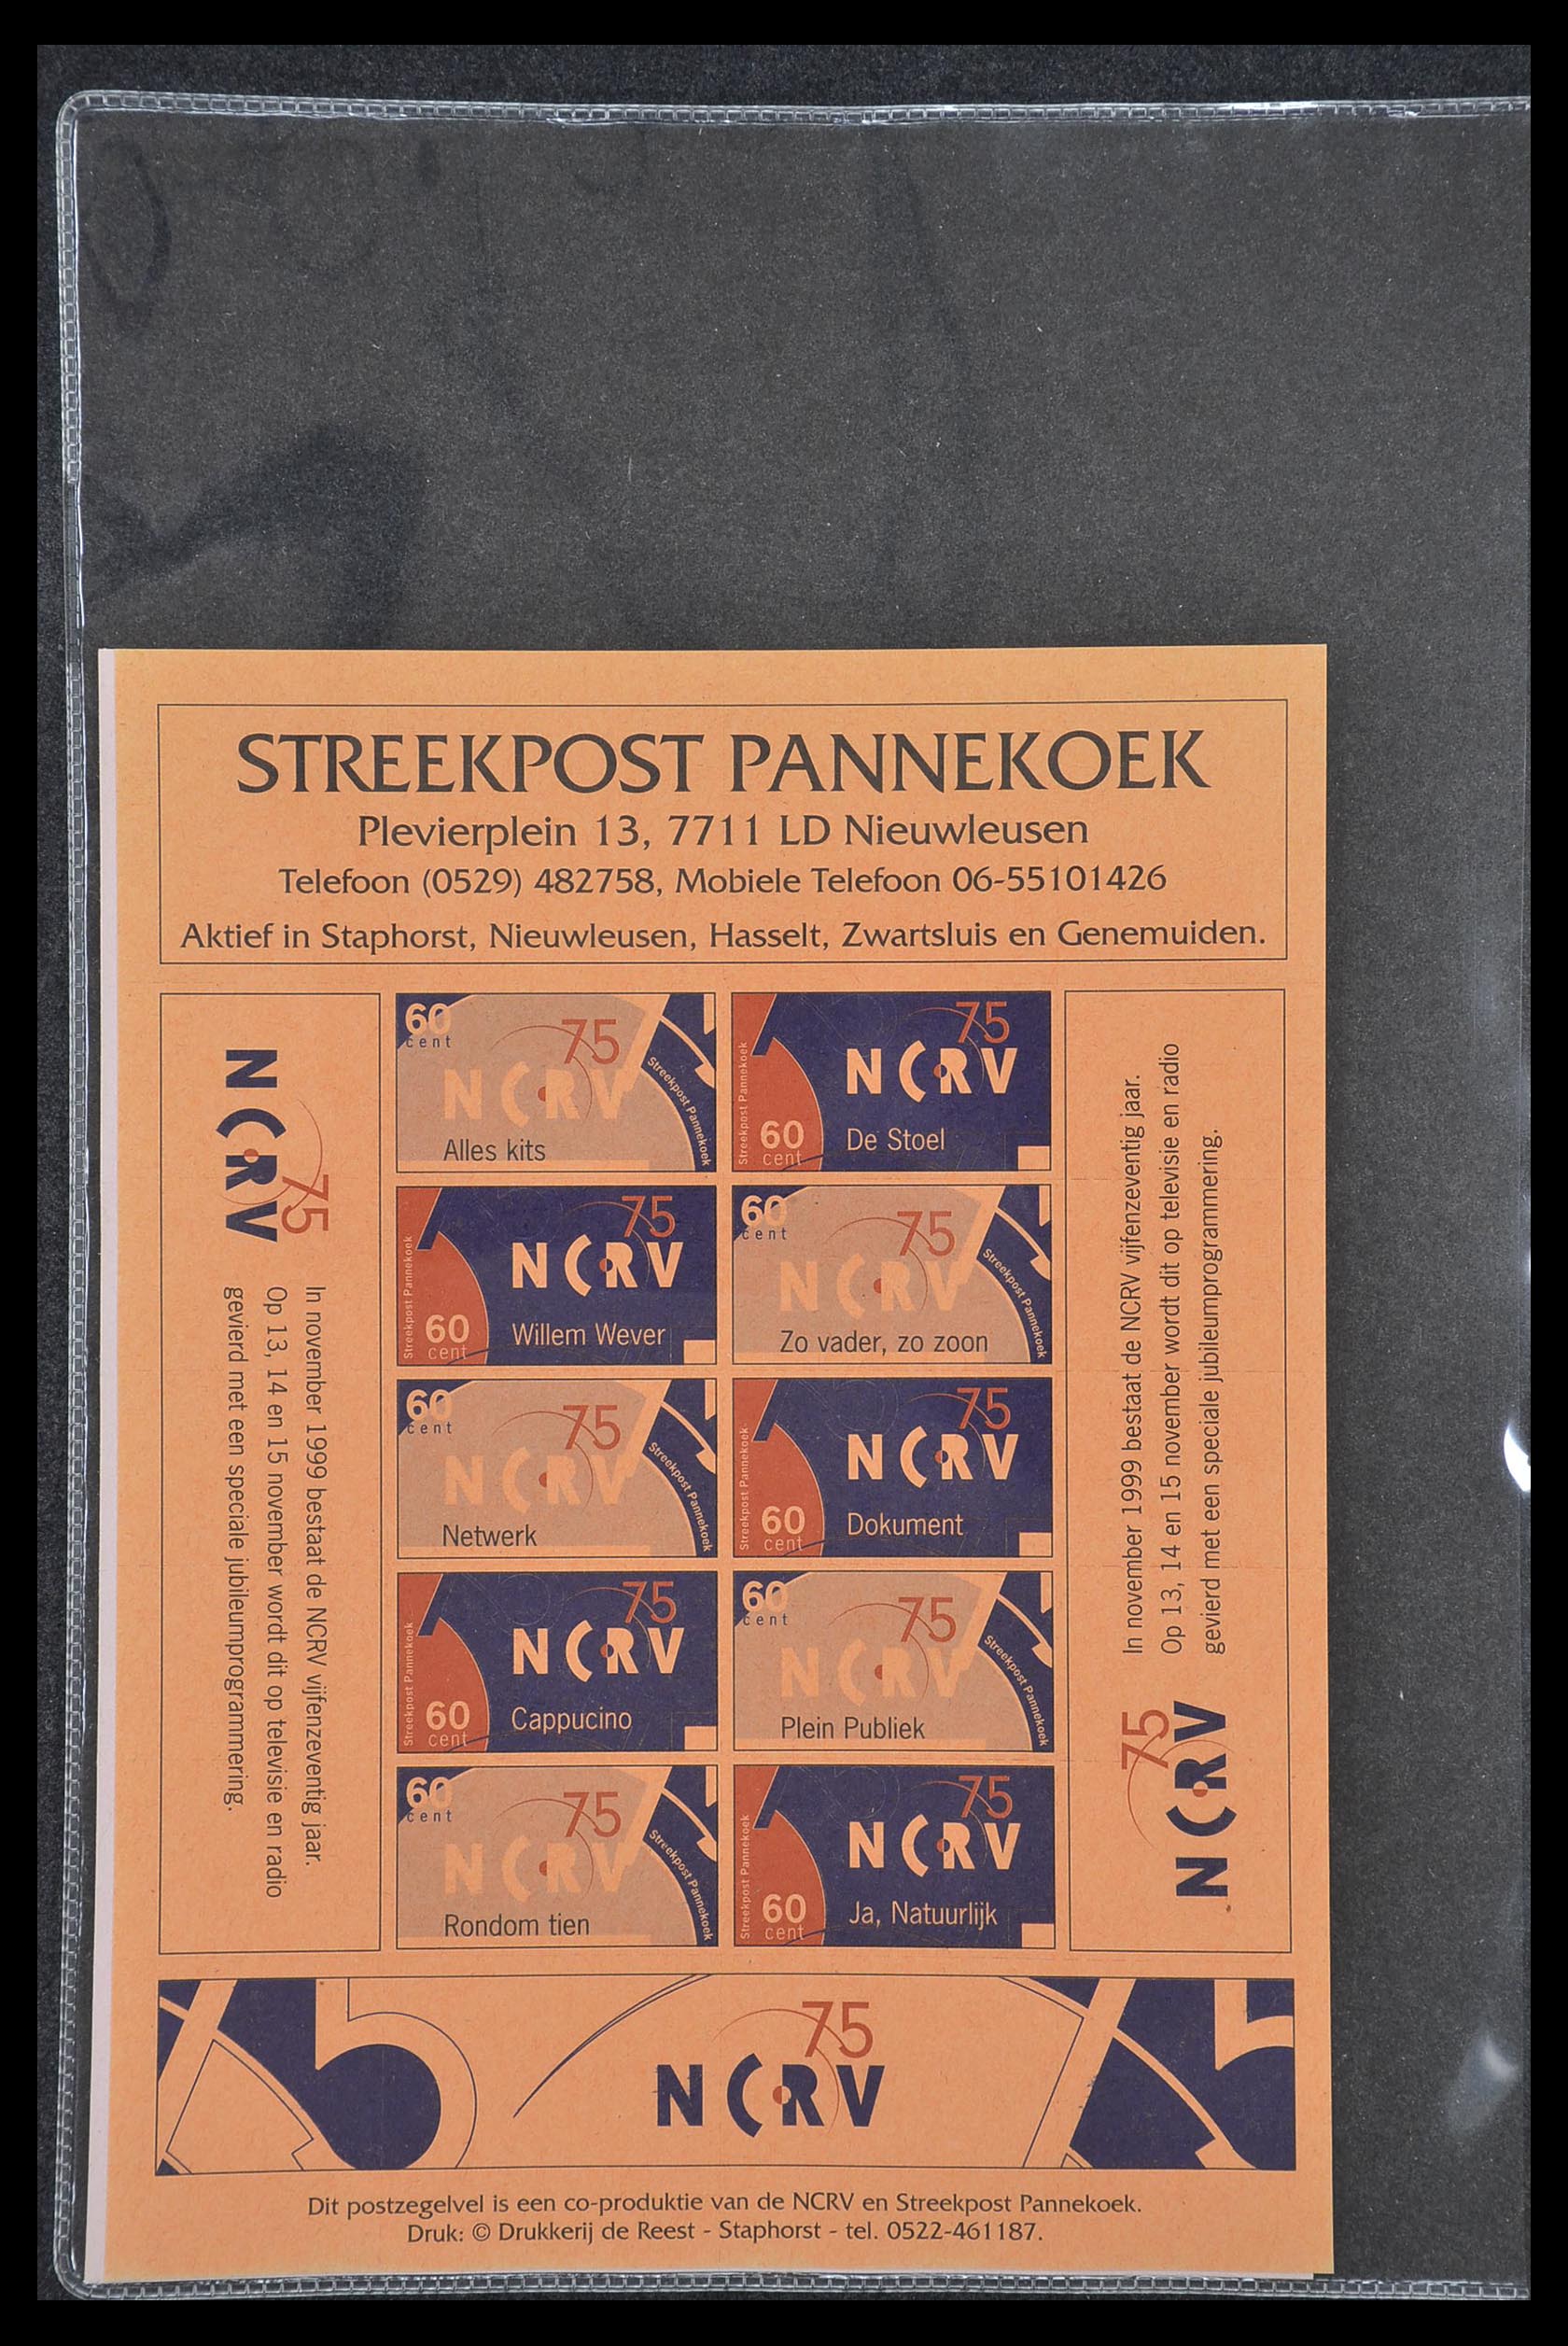 STREEKPOST PANNEKOEK
Plevierplein 13, 7711 LD Nieuwleusen
Telefoon (0529) 482758, Mobiele Telefoon 06-55101426
Aktief in Staphorst, Nieuwleusen, Hasselt, Zwartsluis en Genemuiden.
75
NCRV
In november 1999 bestaat de NCRV vijfenzeventig jaar.
Op 13, 14 en 15 november wordt dit op televisie en radio
gevierd met een speciale jubileumprogrammering.
60
cent
75
NCRV
Alles kits
Streekpost Pannekoek
75
NCRV
De Stoel
60
cent
Streekpost Pannekoek
75
NCRV
Willem Wever
60
cent
Streekpost Pannekoek
60
cent
75
NCRV
Zo vader, zo zoon
Streekpost Pannekoek
60
cent
75
NCRV
Netwerk
Streekpost Pannekoek
75
NCRV
Dokument
60
cent
Streekpost Pannekoek
75
NCRV
Cappucino
60
cent
Streekpost Pannekoek
60
cent
75
NCRV
Plein Publiek
Streekpost Pannekoek
60
cent
75
NCRV
Rondom tien
Streekpost Pannekoek
75
NCRV
Ja, Natuurlijk
60
cent
Streekpost Pannekoek
In november 1999 bestaat de NCRV vijfenzeventig jaar.
Op 13, 14 en 15 november wordt dit op televisie en radio
gevierd met een speciale jubileumprogrammering.
75
NCRV
75
NCRV
Dit postzegelvel is een co-produktie van de NCRV en Streekpost Pannekoek.
Druk: © Drukkerij de Reest - Staphorst - tel. 0522-461187.